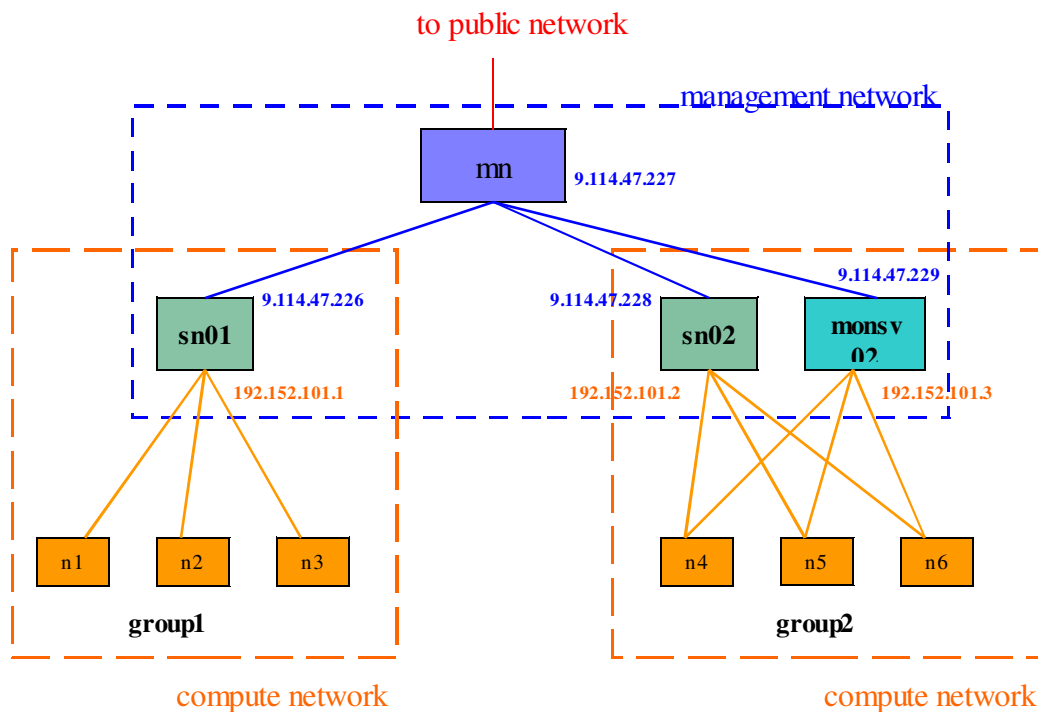 to public network
management network
mn
9.114.47.227
9.114.47.229
9.114.47.226
9.114.47.228
sn01
sn02
monsv
02
192.152.101.1
192.152.101.2
192.152.101.3
n1
n2
n3
n4
n5
n6
group1
group2
compute network
compute network